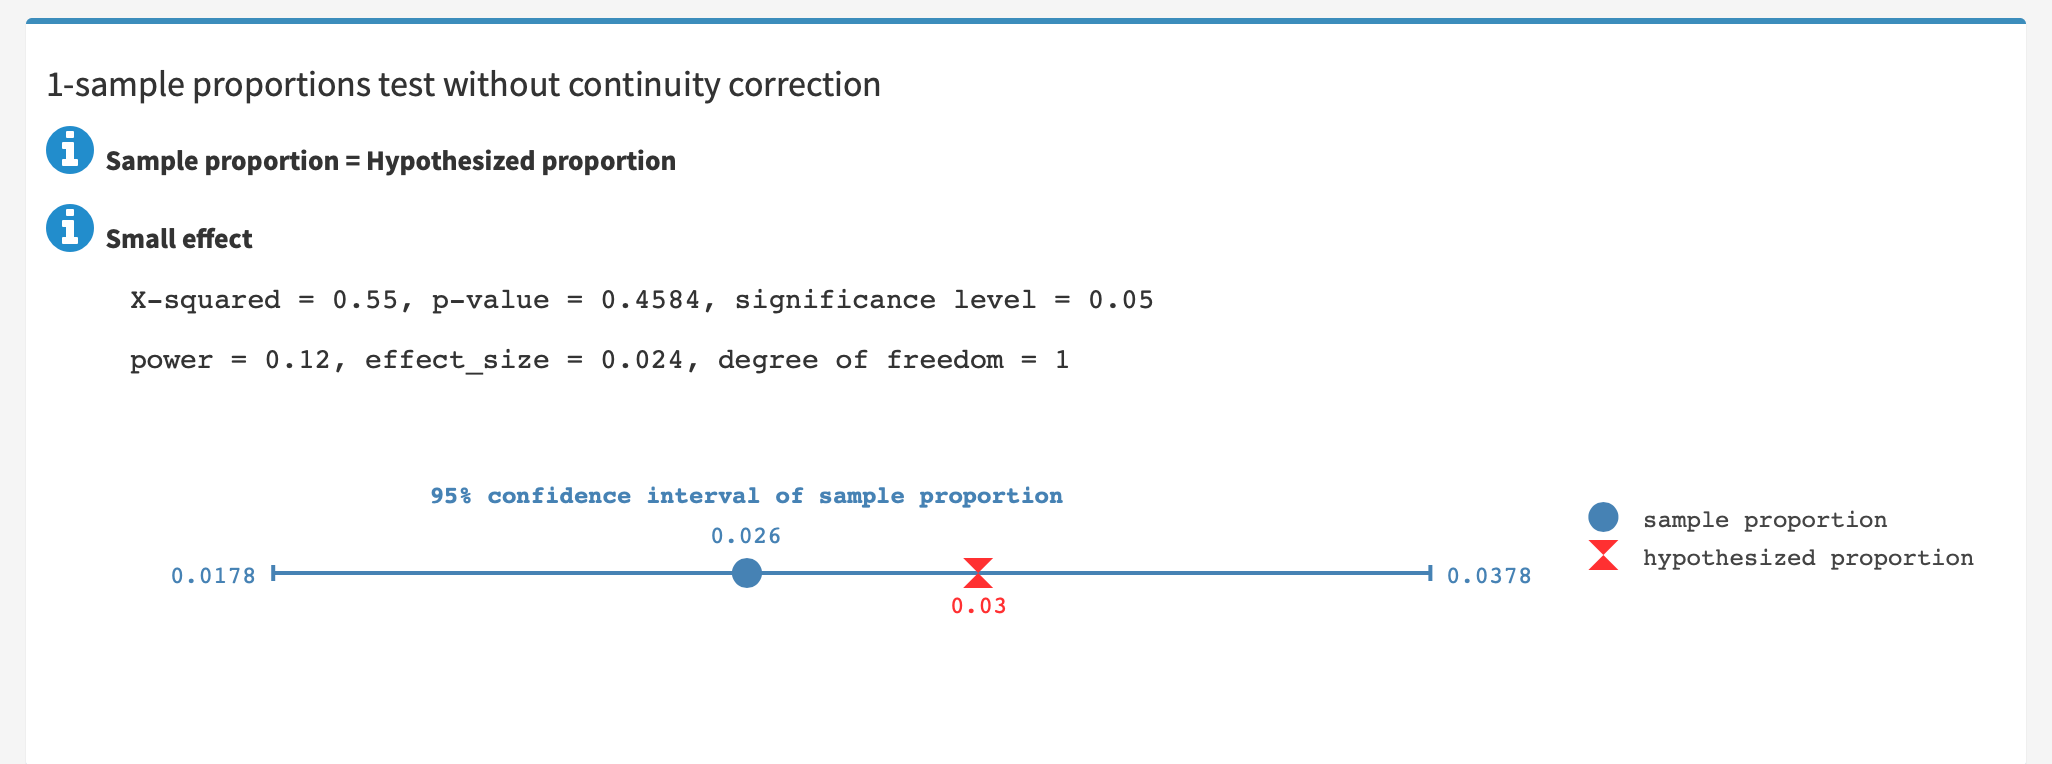 1-sample proportions test without continuity correction
Sample proportion = Hypothesized proportion
Small effect
X-squared = 0.55, p-value = 0.4584, significance level = 0.05
power = 0.12, effect_size = 0.024, degree of freedom = 1
95% confidence interval of sample proportion
0.026
0.0178
0.0378
0.03
sample proportion
hypothesized proportion